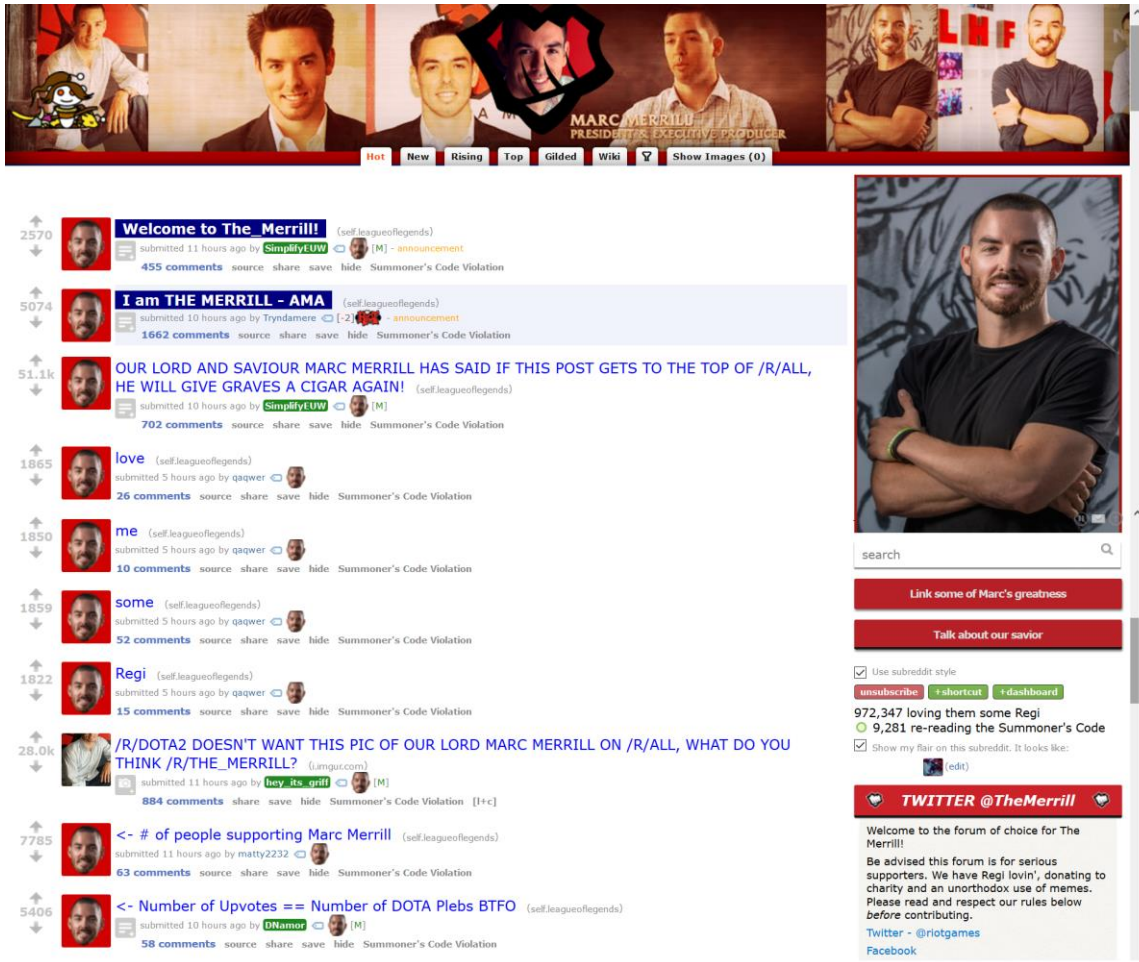 MARC MERRILL
PRESIDENT & EXECUTIVE PRODUCER
Hot New Rising Top Gilded Wiki Show Images (0)
2570
Welcome to The_Merrill! (self.leagueoflegends)
submitted 11 hours ago by SimplifyEUW [M] - announcement
455 comments source share save hide Summoner's Code Violation
5074
I am THE MERRILL - AMA (self.leagueoflegends)
submitted 10 hours ago by Tryndamere [-2] - announcement
1662 comments source share save hide Summoner's Code Violation
51.1k
OUR LORD AND SAVIOUR MARC MERRILL HAS SAID IF THIS POST GETS TO THE TOP OF /R/ALL,
HE WILL GIVE GRAVES A CIGAR AGAIN! (self.leagueoflegends)
submitted 10 hours ago by SimplifyEUW [M]
702 comments source share save hide Summoner's Code Violation
1865
love (self.leagueoflegends)
submitted 5 hours ago by qaqwer
26 comments source share save hide Summoner's Code Violation
1850
me (self.leagueoflegends)
submitted 5 hours ago by qaqwer
10 comments source share save hide Summoner's Code Violation
1859
some (self.leagueoflegends)
submitted 5 hours ago by qaqwer
52 comments source share save hide Summoner's Code Violation
1822
Regi (self.leagueoflegends)
submitted 5 hours ago by qaqwer
15 comments source share save hide Summoner's Code Violation
28.0k
/R/DOTA2 DOESN'T WANT THIS PIC OF OUR LORD MARC MERRILL ON /R/ALL, WHAT DO YOU
THINK /R/THE_MERRILL? (i.imgur.com)
submitted 11 hours ago by hey_its_griff [M]
884 comments share save hide Summoner's Code Violation [l+c]
7785
<- # of people supporting Marc Merrill (self.leagueoflegends)
submitted 11 hours ago by matty2232
63 comments source share save hide Summoner's Code Violation
5406
<- Number of Upvotes == Number of DOTA Plebs BTFO (self.leagueoflegends)
submitted 10 hours ago by DNamor [M]
58 comments source share save hide Summoner's Code Violation
search
Link some of Marc's greatness
Talk about our savior
Use subreddit style
unsubscribe +shortcut +dashboard
972,347 loving them some Regi
9,281 re-reading the Summoner's Code
Show my flair on this subreddit. It looks like:
(edit)
TWITTER @TheMerrill
Welcome to the forum of choice for The
Merrill!
Be advised this forum is for serious
supporters. We have Regi lovin', donating to
charity and an unorthodox use of memes.
Please read and respect our rules below
before contributing.
Twitter - @riotgames
Facebook